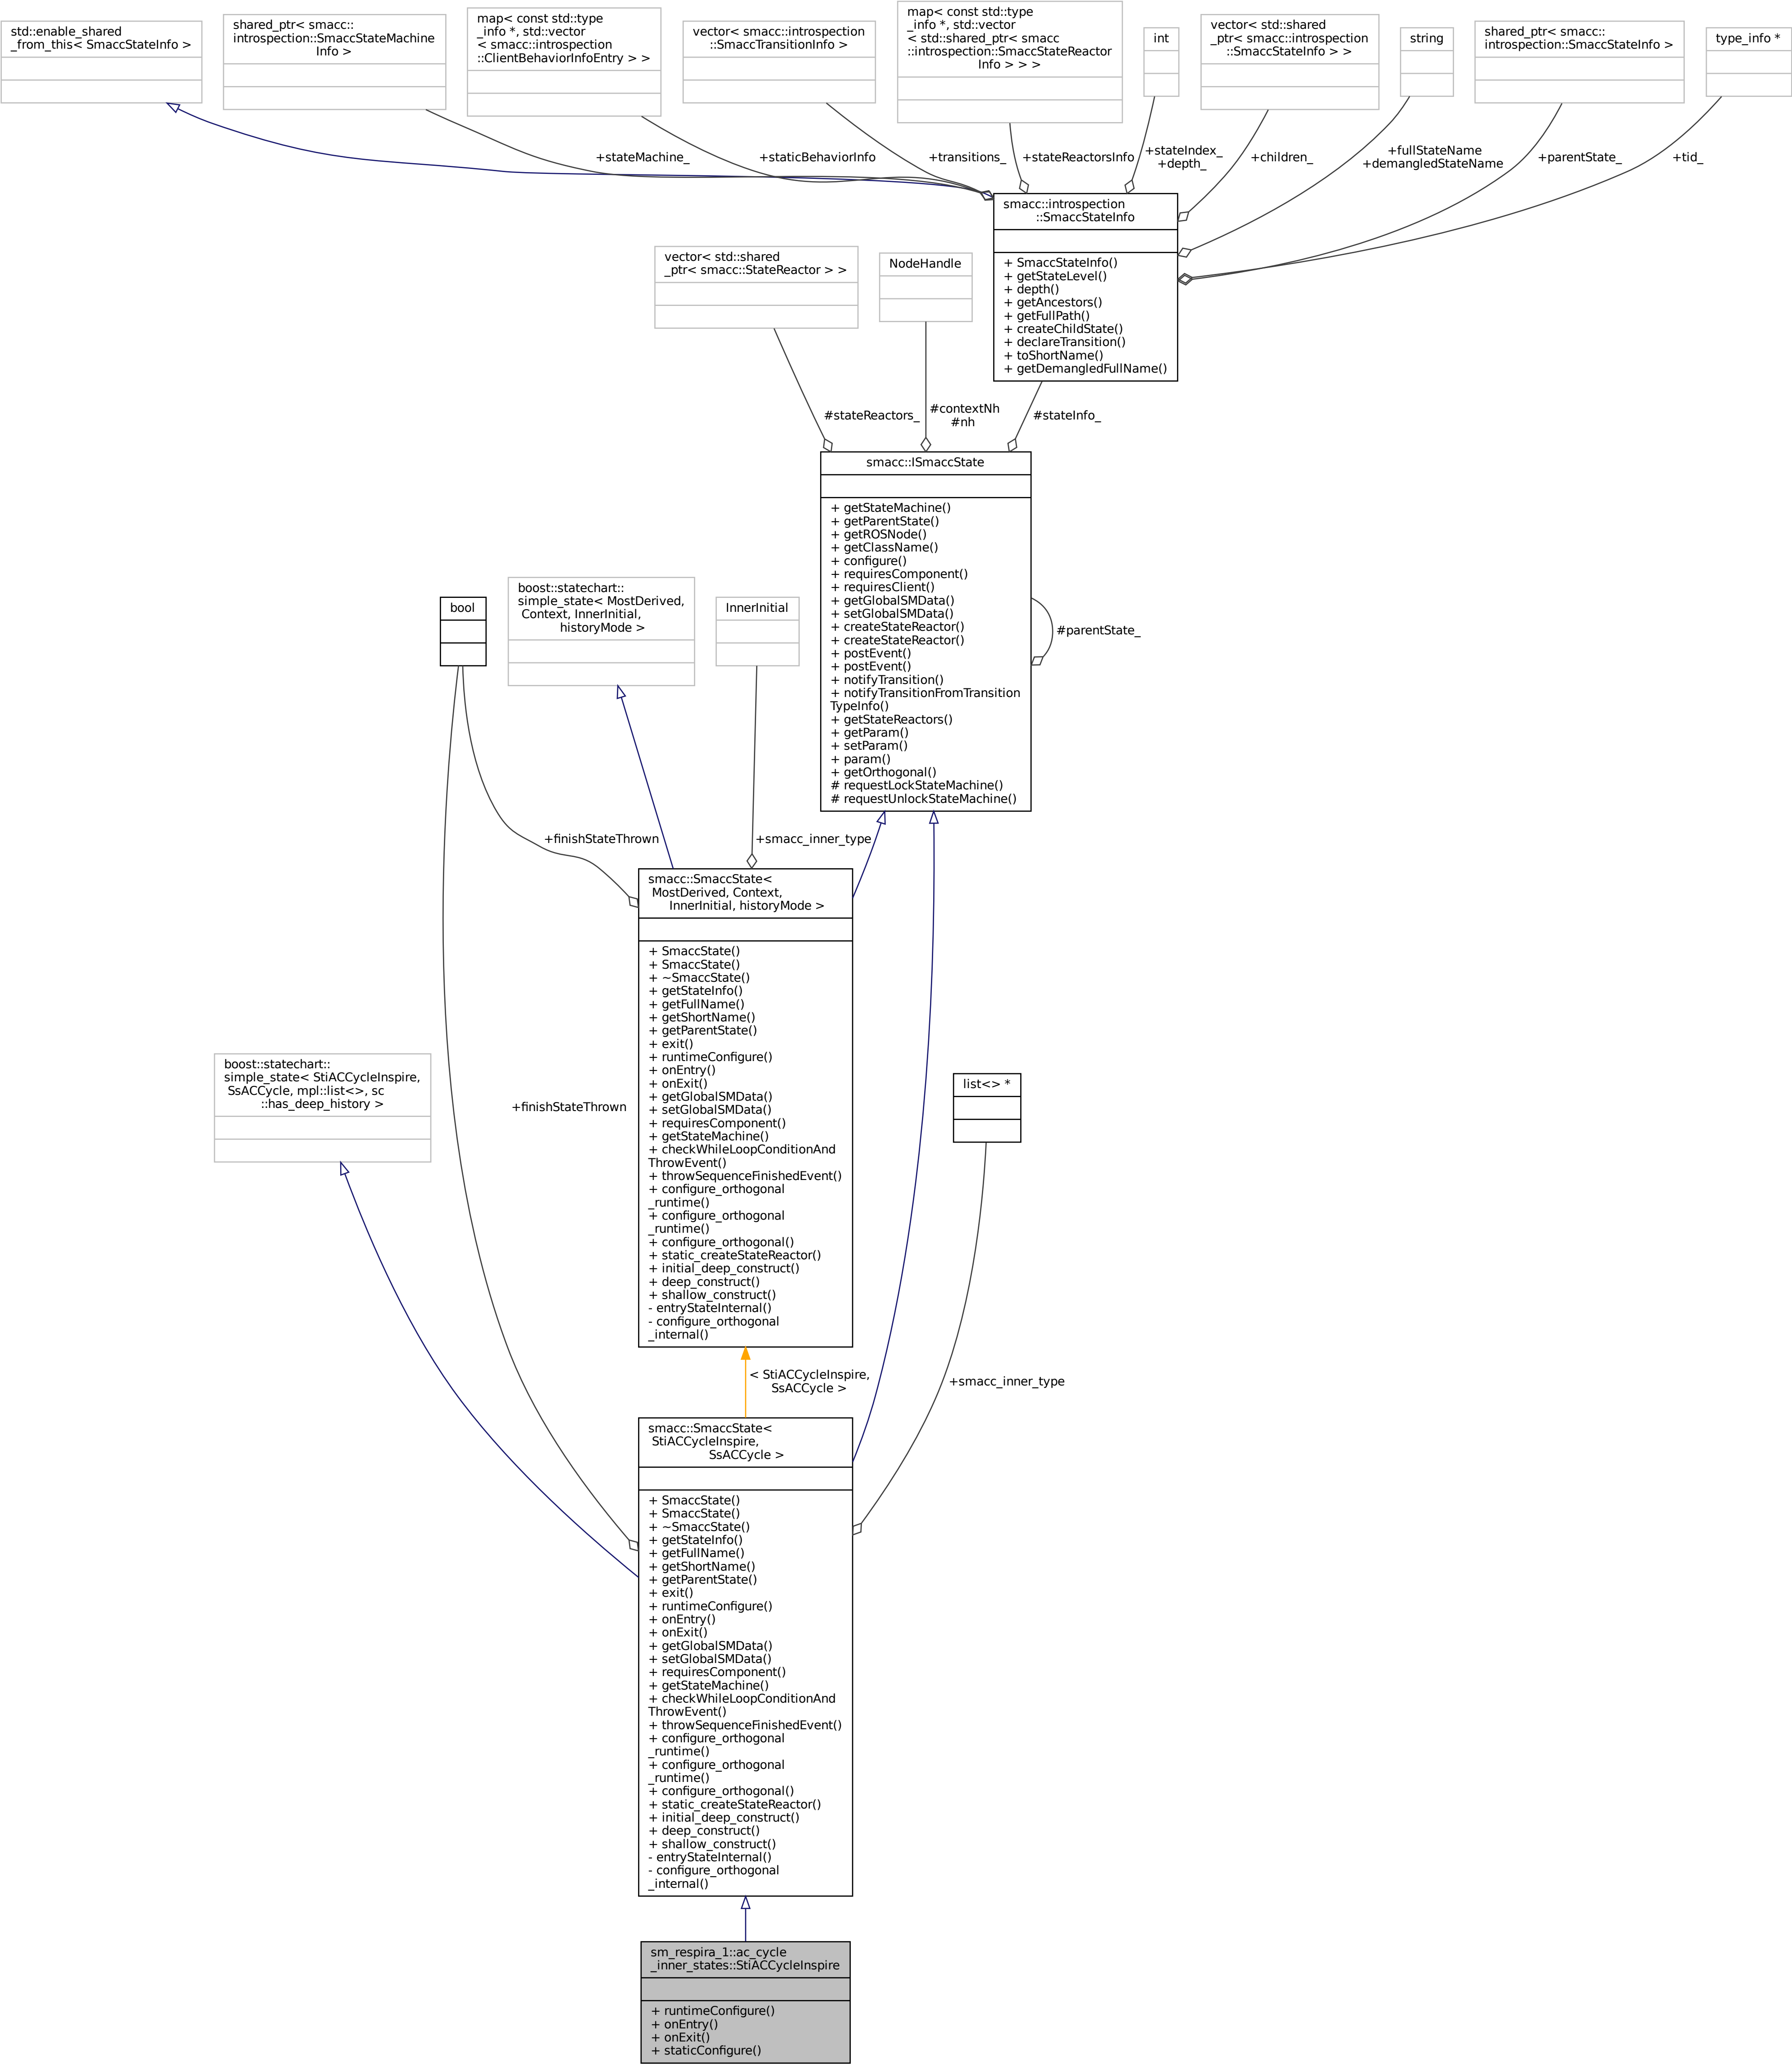 std::enable_shared
_from_this< SmaccStateInfo >
shared_ptr< smacc::
introspection::SmaccStateMachine
Info >
map< const std::type
_info *, std::vector
< smacc::introspection
::ClientBehaviorInfoEntry > >
vector< smacc::introspection
::SmaccTransitionInfo >
map< const std::type
_info *, std::vector
< std::shared_ptr< smacc
::introspection::SmaccStateReactor
Info > > >
int
vector< std::shared
_ptr< smacc::introspection
::SmaccStateInfo > >
string
shared_ptr< smacc::
introspection::SmaccStateInfo >
type_info *
+stateMachine_
+staticBehaviorInfo
+transitions_
+stateReactorsInfo
+stateIndex_
+depth_
+children_
+fullStateName
+demangledStateName
+parentState_
+tid_
smacc::introspection
::SmaccStateInfo
+ SmaccStateInfo()
+ getStateLevel()
+ depth()
+ getAncestors()
+ getFullPath()
+ createChildState()
+ declareTransition()
+ toShortName()
+ getDemangledFullName()
vector< std::shared
_ptr< smacc::StateReactor > >
NodeHandle
#stateReactors_
#contextNh
#nh
#stateInfo_
smacc::ISmaccState
+ getStateMachine()
+ getParentState()
+ getROSNode()
+ getClassName()
+ configure()
+ requiresComponent()
+ requiresClient()
+ getGlobalSMData()
+ setGlobalSMData()
+ createStateReactor()
+ createStateReactor()
+ postEvent()
+ postEvent()
+ notifyTransition()
+ notifyTransitionFromTransition
TypeInfo()
+ getStateReactors()
+ getParam()
+ setParam()
+ param()
+ getOrthogonal()
# requestLockStateMachine()
# requestUnlockStateMachine()
#parentState_
bool
boost::statechart::
simple_state< MostDerived,
Context, InnerInitial,
historyMode >
InnerInitial
+finishStateThrown
+smacc_inner_type
smacc::SmaccState<
MostDerived, Context,
InnerInitial, historyMode >
+ SmaccState()
+ SmaccState()
+ ~SmaccState()
+ getStateInfo()
+ getFullName()
+ getShortName()
+ getParentState()
+ exit()
+ runtimeConfigure()
+ onEntry()
+ onExit()
+ getGlobalSMData()
+ setGlobalSMData()
+ requiresComponent()
+ getStateMachine()
+ checkWhileLoopConditionAnd
ThrowEvent()
+ throwSequenceFinishedEvent()
+ configure_orthogonal
_runtime()
+ configure_orthogonal
_runtime()
+ configure_orthogonal()
+ static_createStateReactor()
+ initial_deep_construct()
+ deep_construct()
+ shallow_construct()
- entryStateInternal()
- configure_orthogonal
_internal()
boost::statechart::
simple_state< StiACCycleInspire,
SsACCycle, mpl::list<>, sc
::has_deep_history >
+finishStateThrown
list<> *
< StiACCycleInspire,
SsACCycle >
+smacc_inner_type
smacc::SmaccState<
StiACCycleInspire,
SsACCycle >
+ SmaccState()
+ SmaccState()
+ ~SmaccState()
+ getStateInfo()
+ getFullName()
+ getShortName()
+ getParentState()
+ exit()
+ runtimeConfigure()
+ onEntry()
+ onExit()
+ getGlobalSMData()
+ setGlobalSMData()
+ requiresComponent()
+ getStateMachine()
+ checkWhileLoopConditionAnd
ThrowEvent()
+ throwSequenceFinishedEvent()
+ configure_orthogonal
_runtime()
+ configure_orthogonal
_runtime()
+ configure_orthogonal()
+ static_createStateReactor()
+ initial_deep_construct()
+ deep_construct()
+ shallow_construct()
- entryStateInternal()
- configure_orthogonal
_internal()
sm_respira_1::ac_cycle
_inner_states::StiACCycleInspire
+ runtimeConfigure()
+ onEntry()
+ onExit()
+ staticConfigure()